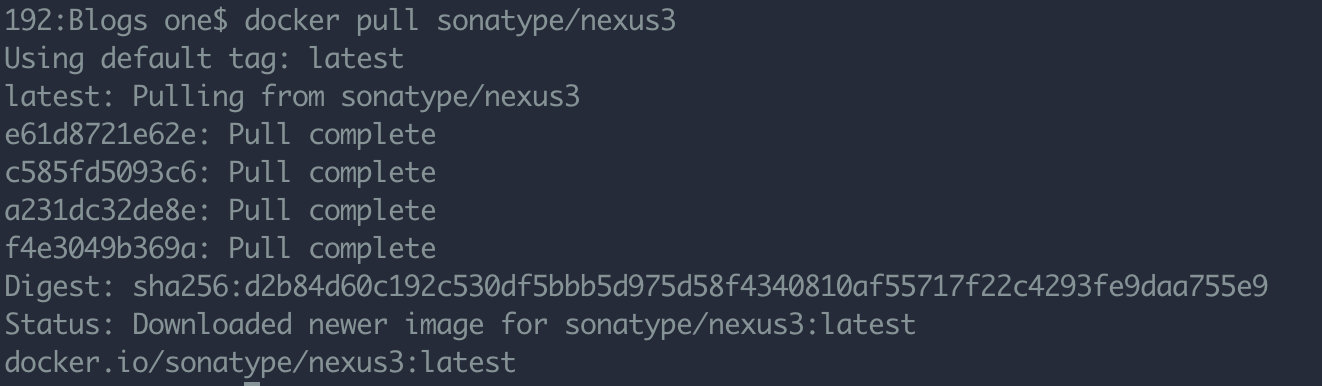 192:Blogs one$ docker pull sonatype/nexus3
Using default tag: latest
latest: Pulling from sonatype/nexus3
e61d8721e62e: Pull complete
c585fd5093c6: Pull complete
a231dc32de8e: Pull complete
f4e3049b369a: Pull complete
Digest: sha256:d2b84d60c192c530df5bbb5d975d58f4340810af55717f22c4293fe9daa755e9
Status: Downloaded newer image for sonatype/nexus3:latest
docker.io/sonatype/nexus3:latest